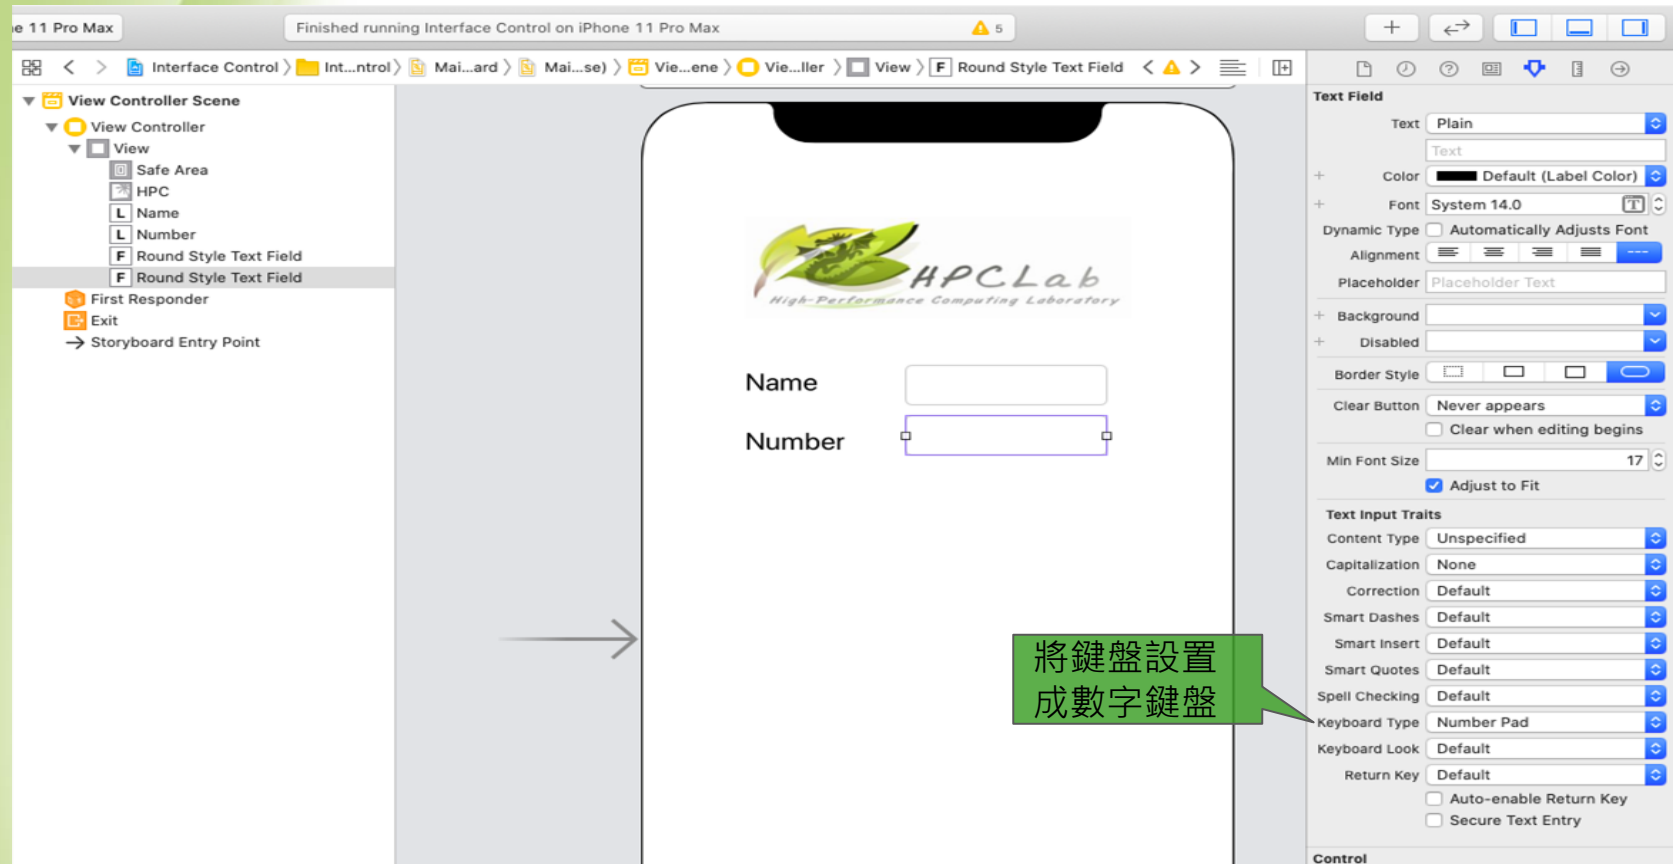 ne 11 Pro Max
Finished running Interface Control on iPhone 11 Pro Max
5
Interface Control
Int...ntrol
Mai...ard
Mai...se)
Vie...ene
Vie...ller
View
F Round Style Text Field
View Controller Scene
View Controller
View
Safe Area
HPC
L Name
L Number
F Round Style Text Field
F Round Style Text Field
First Responder
Exit
Storyboard Entry Point
HPCLab
High-Performance Computing Laboratory
Name
Number
將鍵盤設置
成數字鍵盤
Text Field
Text Plain
Text
Color Default (Label Color)
Font System 14.0
Dynamic Type Automatically Adjusts Font
Alignment
Placeholder Placeholder Text
Background
Disabled
Border Style
Clear Button Never appears
Clear when editing begins
Min Font Size 17
Adjust to Fit
Text Input Traits
Content Type Unspecified
Capitalization None
Correction Default
Smart Dashes Default
Smart Insert Default
Smart Quotes Default
Spell Checking Default
Keyboard Type Number Pad
Keyboard Look Default
Return Key Default
Auto-enable Return Key
Secure Text Entry
Control